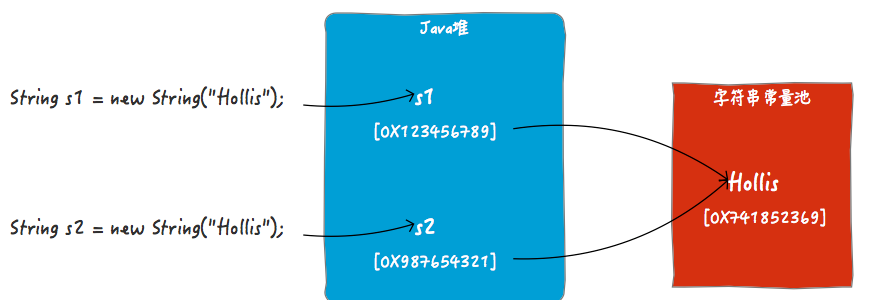 Java堆
String s1 = new String("Hollis");
s1
[0X123456789]
字符串常量池
Hollis
[0X741852369]
String s2 = new String("Hollis");
s2
[0X987654321]